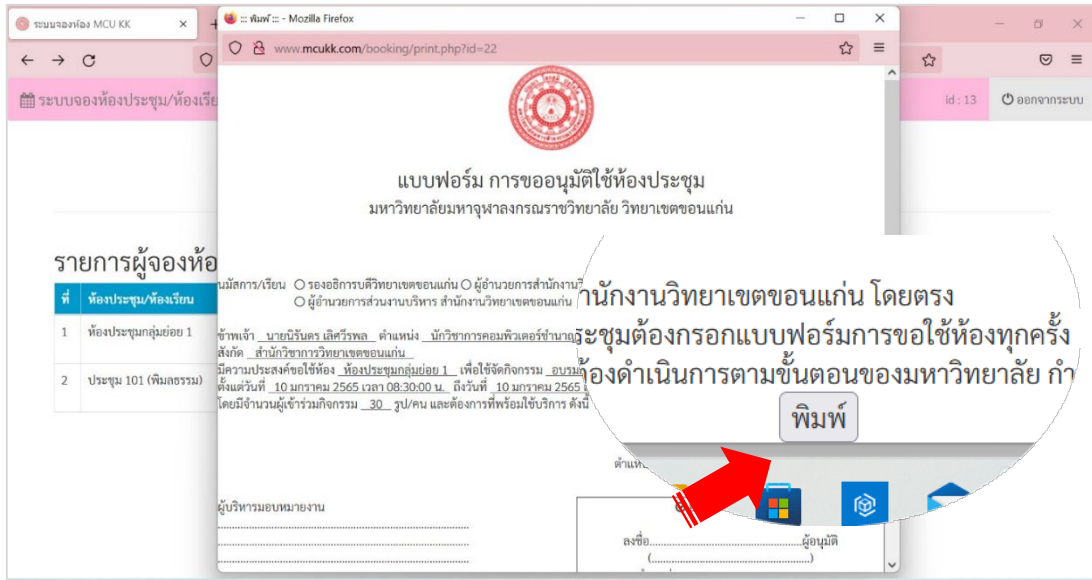 ระบบจองห้อง MCU KK
::: พิมพ์ ::: - Mozilla Firefox
www.mcukk.com/booking/print.php?id=22
ระบบจองห้องประชุม/ห้องเรีย
id : 13
ออกจากระบบ
แบบฟอร์ม การขออนุมัติใช้ห้องประชุม
มหาวิทยาลัยมหาจุฬาลงกรณราชวิทยาลัย วิทยาเขตขอนแก่น
รายการผู้จองห้อ
ที่ ห้องประชุม/ห้องเรียน
1 ห้องประชุมกลุ่มย่อย 1
2 ประชุม 101 (พิมลธรรม)
นมัสการ/เรียน รองอธิการบดีวิทยาเขตขอนแก่น ผู้อำนวยการสำนักงานวิ
ผู้อำนวยการส่วนงานบริหาร สำนักงานวิทยาเขตขอนแก่น
ข้าพเจ้า นายนิรันตร เลิศวีรพล ตำแหน่ง นักวิชาการคอมพิวเตอร์ชำนาญ
สังกัด สำนักวิชาการวิทยาเขตขอนแก่น
มีความประสงค์ขอใช้ห้อง ห้องประชุมกลุ่มย่อย 1 เพื่อใช้จัดกิจกรรม อบรม
ตั้งแต่วันที่ 10 มกราคม 2565 เวลา 08:30:00 น. ถึงวันที่ 10 มกราคม 2565
โดยมีจำนวนผู้เข้าร่วมกิจกรรม 30 รูป/คน และต้องการที่พร้อมใช้บริการ ดังนี้
านักงานวิทยาเขตขอนแก่น โดยตรง
ระชุมต้องกรอกแบบฟอร์มการขอใช้ห้องทุกครั้ง
้องดำเนินการตามขั้นตอนของมหาวิทยาลัย กำ
พิมพ์
ตำแหน
ผู้บริหารมอบหมายงาน
ลงชื่อ.......................................ผู้อนุมัติ
(.......................................)